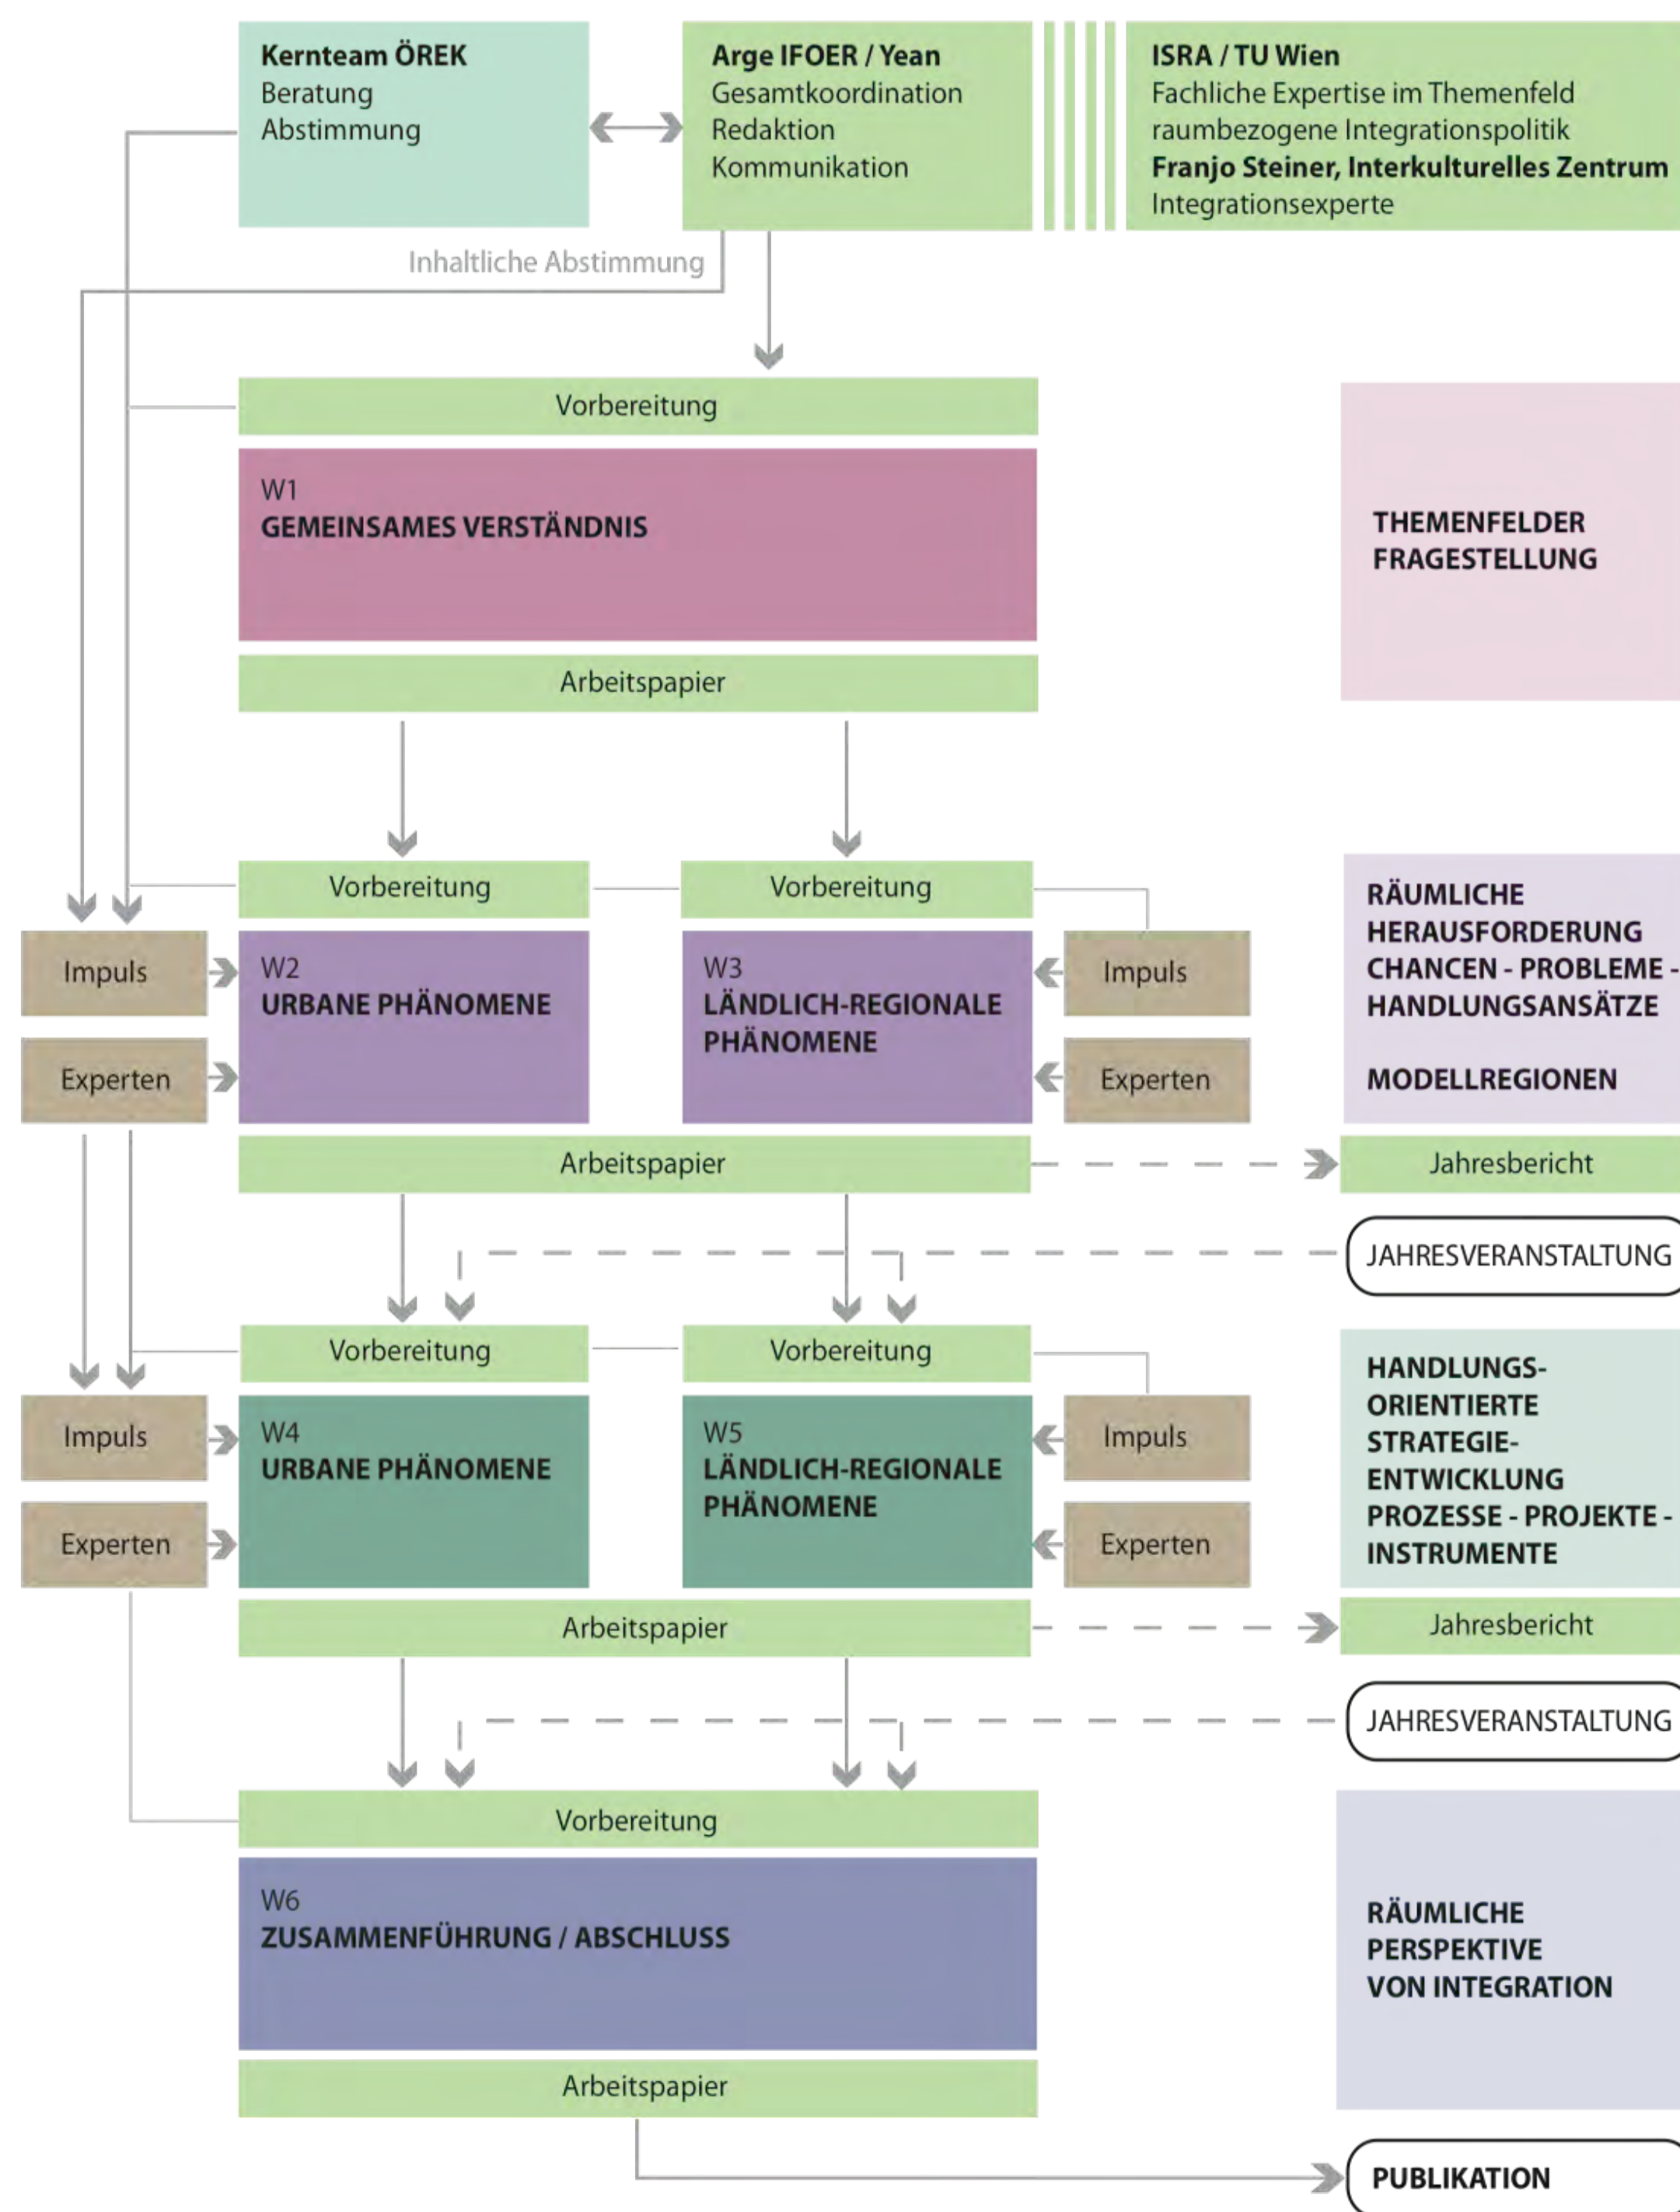 Kernteam ÖREK
Beratung
Abstimmung
Arge IFOER / Yean
Gesamtkoordination
Redaktion
Kommunikation
ISRA / TU Wien
Fachliche Expertise im Themenfeld
raumbezogene Integrationspolitik
Franjo Steiner, Interkulturelles Zentrum
Integrationsexperte
Inhaltliche Abstimmung
Vorbereitung
W1
GEMEINSAMES VERSTÄNDNIS
THEMENFELDER
FRAGESTELLUNG
Arbeitspapier
Vorbereitung
Vorbereitung
Impuls
Experten
W2
URBANE PHÄNOMENE
W3
LÄNDLICH-REGIONALE
PHÄNOMENE
Impuls
Experten
RÄUMLICHE
HERAUSFORDERUNG
CHANCEN - PROBLEME -
HANDLUNGSANSÄTZE
MODELLREGIONEN
Arbeitspapier
Jahresbericht
JAHRESVERANSTALTUNG
Vorbereitung
Vorbereitung
Impuls
Experten
W4
URBANE PHÄNOMENE
W5
LÄNDLICH-REGIONALE
PHÄNOMENE
Impuls
Experten
HANDLUNGS-
ORIENTIERTE
STRATEGIE-
ENTWICKLUNG
PROZESSE - PROJEKTE -
INSTRUMENTE
Arbeitspapier
Jahresbericht
JAHRESVERANSTALTUNG
Vorbereitung
W6
ZUSAMMENFÜHRUNG / ABSCHLUSS
RÄUMLICHE
PERSPEKTIVE
VON INTEGRATION
Arbeitspapier
PUBLIKATION